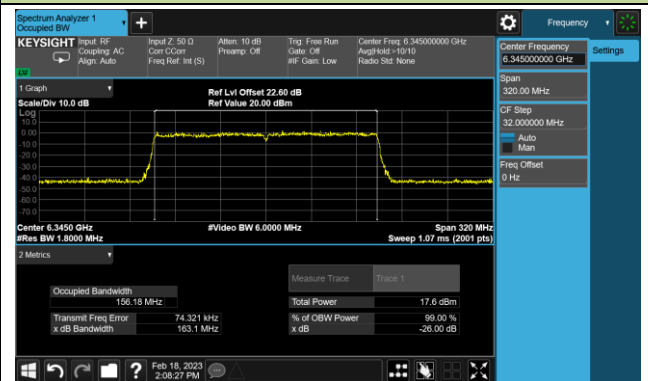 Spectrum Analyzer 1
Occupied BW
Frequency
KEYSIGHT
Input: RF
Coupling: AC
Align: Auto
Input Z: 50 Ω
Corr CCorr
Freq Ref: Int (S)
Atten: 10 dB
Preamp: Off
Trig: Free Run
Gate: Off
#IF Gain: Low
Center Freq: 6.345000000 GHz
Avg|Hold:>10/10
Radio Std: None
Center Frequency
6.345000000 GHz
Settings
Span
320.00 MHz
CF Step
32.000000 MHz
Auto
Man
Freq Offset
0 Hz
1 Graph
Scale/Div 10.0 dB
Ref Lvl Offset 22.60 dB
Ref Value 20.00 dBm
Log
10.0
0.00
-10.0
-20.0
-30.0
-40.0
-50.0
-60.0
-70.0
Center 6.3450 GHz
#Video BW 6.0000 MHz
Span 320 MHz
#Res BW 1.8000 MHz
Sweep 1.07 ms (2001 pts)
2 Metrics
Measure Trace
Trace 1
Occupied Bandwidth
156.18 MHz
Total Power
17.6 dBm
Transmit Freq Error
74.321 kHz
% of OBW Power
99.00 %
x dB Bandwidth
163.1 MHz
x dB
-26.00 dB
Feb 18, 2023
2:08:27 PM